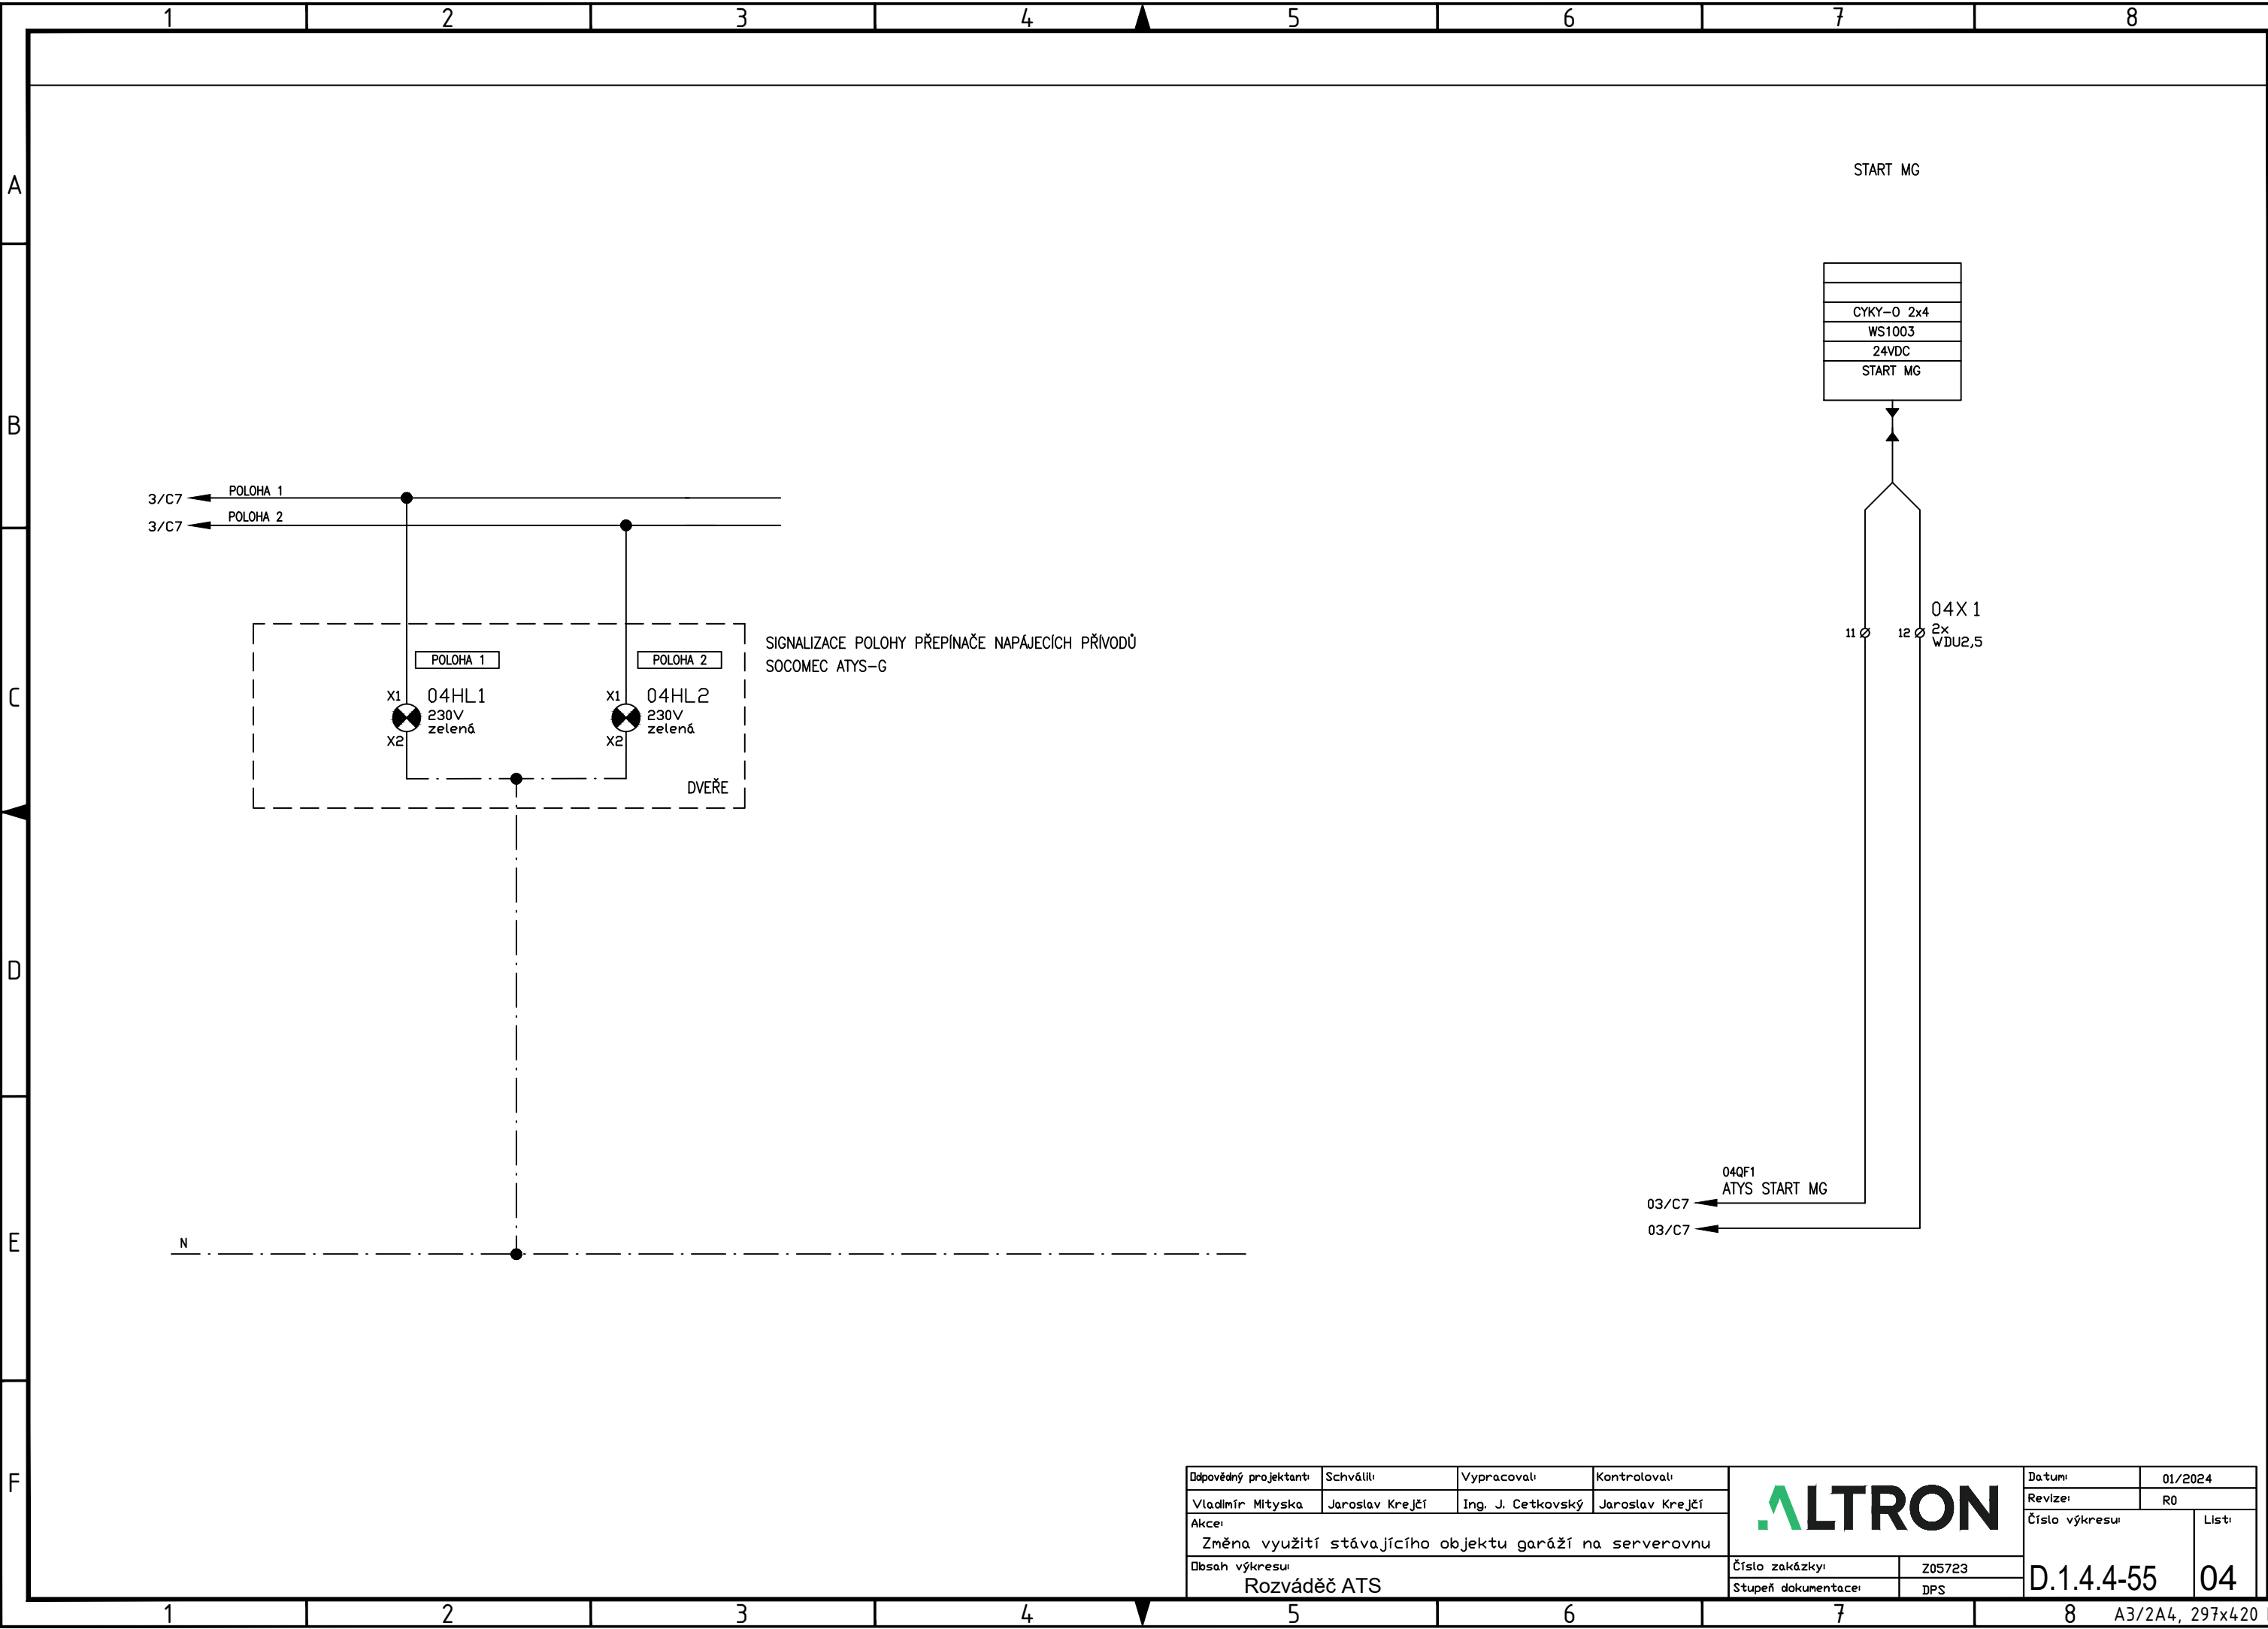 1 2 3 4 5 6 7 8
START MG
A
CYKY-O 2x4
WS1003
24VDC
START MG
B
3/C7 POLOHA 1
3/C7 POLOHA 2
04X1
11 12 2x
WDU2,5
SIGNALIZACE POLOHY PŘEPÍNAČE NAPÁJECÍCH PŘÍVODŮ
SOCOMEC ATYS-G
POLOHA 1 POLOHA 2
C
X1 04HL1 X1 04HL2
230V 230V
zelená zelená
X2 X2
DVEŘE
D
04QF1
ATYS START MG
03/C7
03/C7
E
N
F
Odpovědný projektant: Schválil: Vypracoval: Kontroloval:
Vladimír Mityska Jaroslav Krejčí Ing. J. Cetkovský Jaroslav Krejčí
Akce:
Změna využití stávajícího objektu garáží na serverovnu
Obsah výkresu:
Rozváděč ATS
ALTRON
Číslo zakázky: Z05723
Stupeň dokumentace: DPS
Datum: 01/2024
Revize: R0
Číslo výkresu: List:
D.1.4.4-55 04
1 2 3 4 5 6 7 8 A3/2A4, 297x420